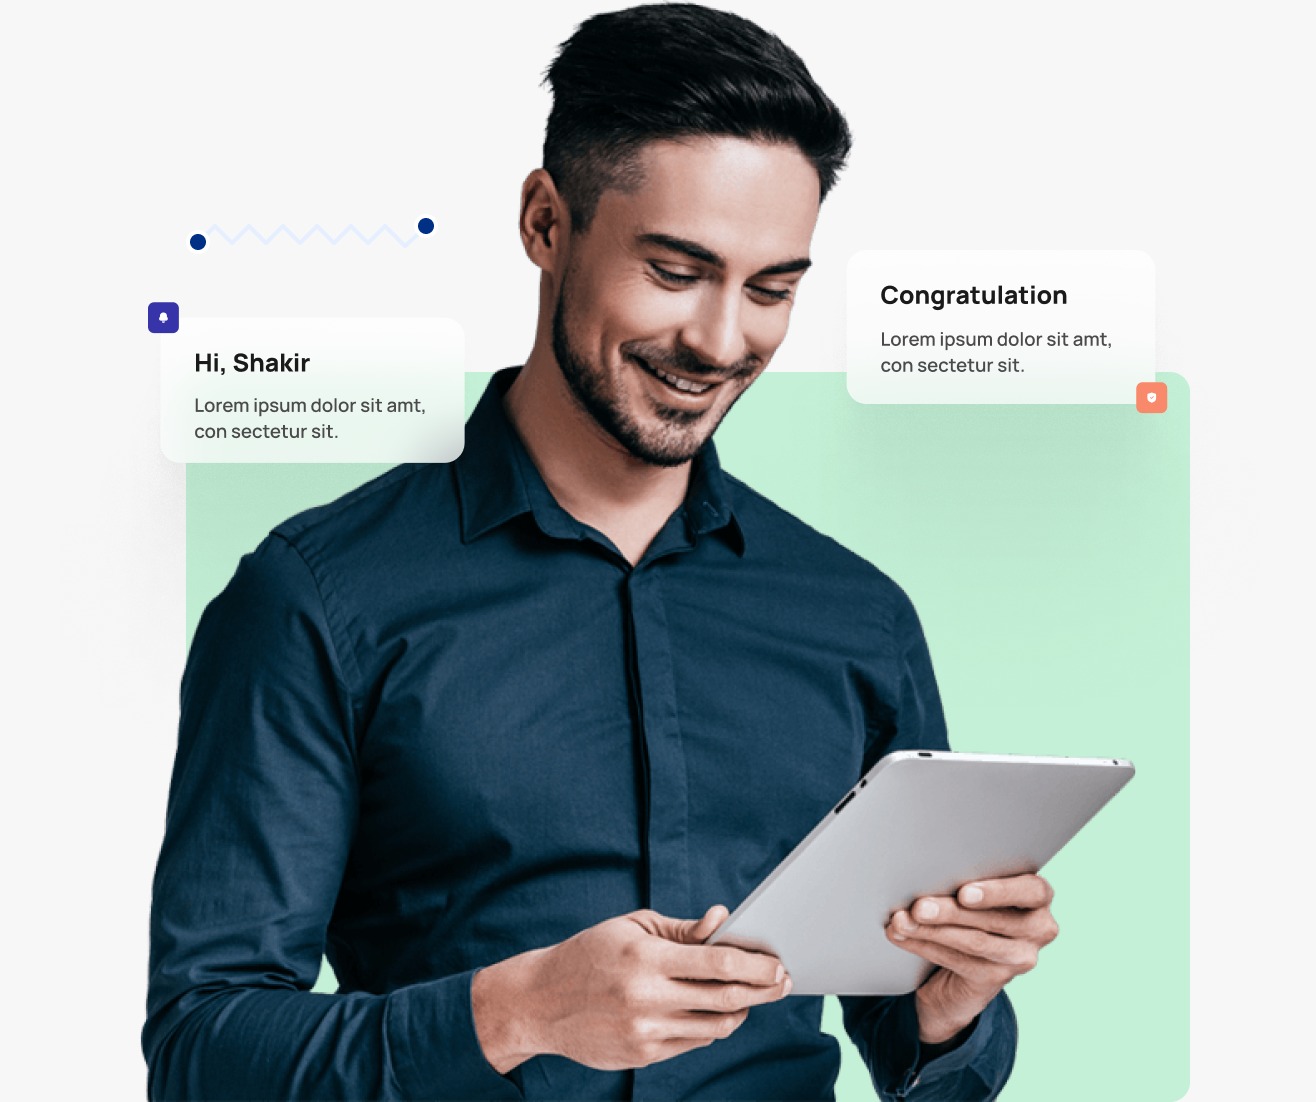 Hi, Shakir
Lorem ipsum dolor sit amt,
con sectetur sit.
Congratulation
Lorem ipsum dolor sit amt,
con sectetur sit.